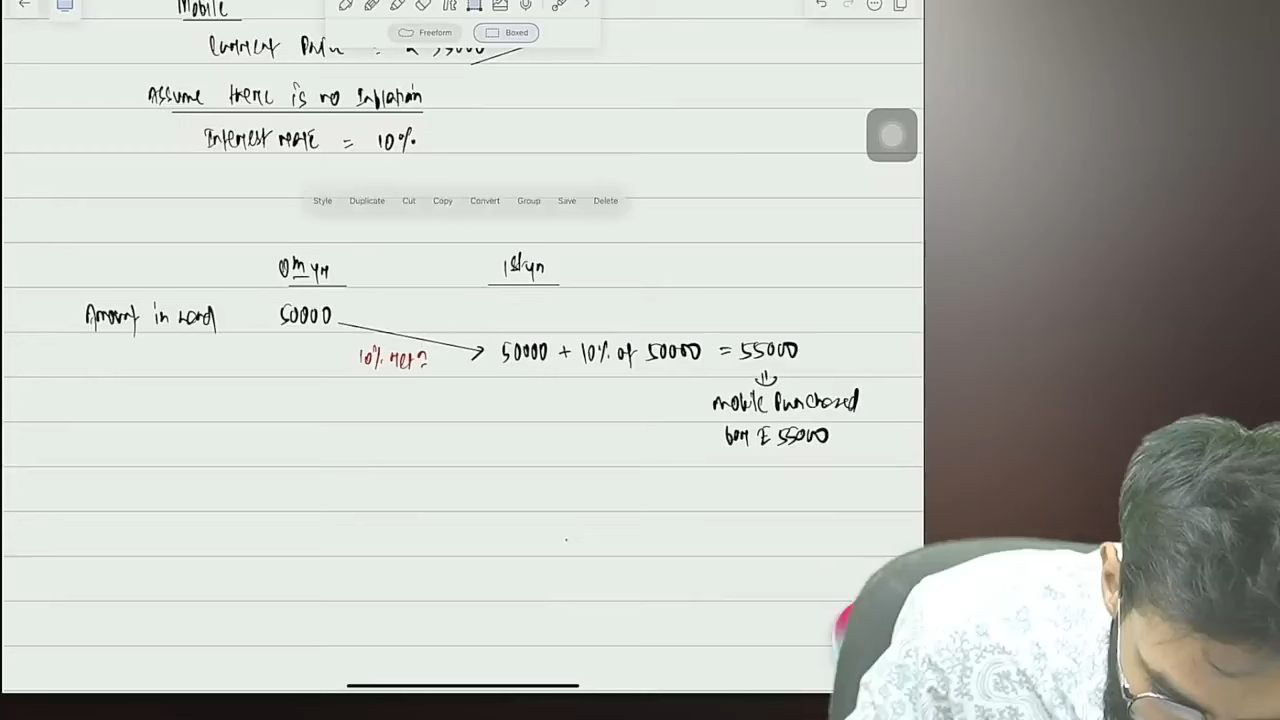 Mobile
Freeform Boxed
Current
Assume there is no Inflation
Interest rate = 10%
Style Duplicate Cut Copy Convert Group Save Delete
0th yr 1st yr
Amount in hand 50000
10% ret? 50000 + 10% of 50000 = 55000
mobile Purchased
for ₹ 55000